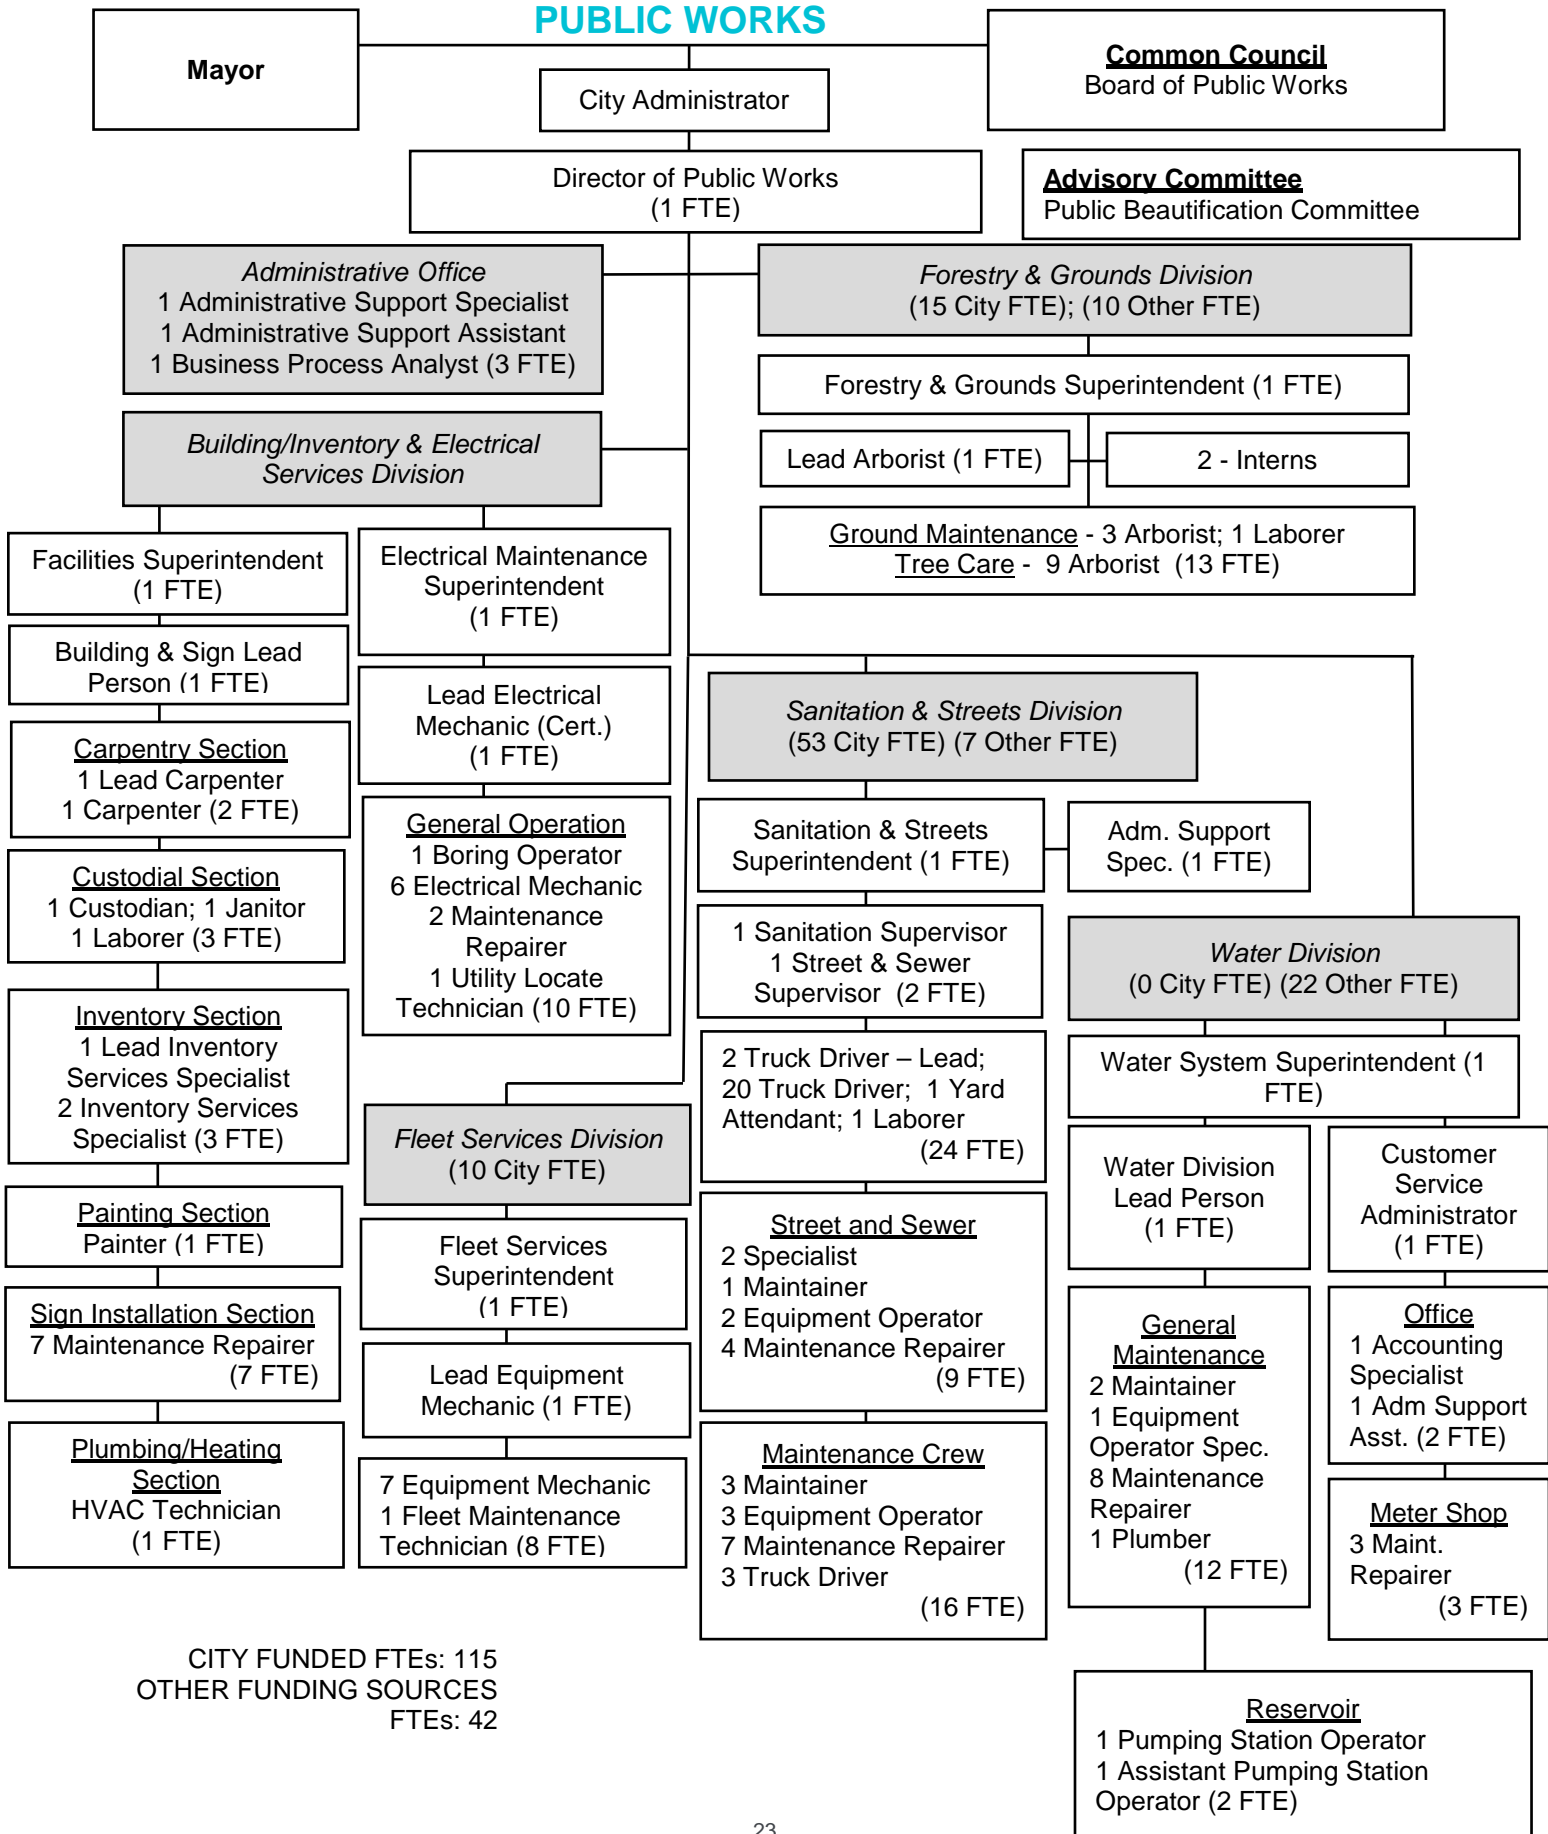 PUBLIC WORKS
Mayor
Common Council
Board of Public Works
City Administrator
Director of Public Works
(1 FTE)
Advisory Committee
Public Beautification Committee
Administrative Office
1 Administrative Support Specialist
1 Administrative Support Assistant
1 Business Process Analyst (3 FTE)
Forestry & Grounds Division
(15 City FTE); (10 Other FTE)
Forestry & Grounds Superintendent (1 FTE)
Lead Arborist (1 FTE)
2 - Interns
Ground Maintenance - 3 Arborist; 1 Laborer
Tree Care - 9 Arborist (13 FTE)
Building/Inventory & Electrical
Services Division
Facilities Superintendent
(1 FTE)
Building & Sign Lead
Person (1 FTE)
Carpentry Section
1 Lead Carpenter
1 Carpenter (2 FTE)
Custodial Section
1 Custodian; 1 Janitor
1 Laborer (3 FTE)
Inventory Section
1 Lead Inventory
Services Specialist
2 Inventory Services
Specialist (3 FTE)
Painting Section
Painter (1 FTE)
Sign Installation Section
7 Maintenance Repairer
(7 FTE)
Plumbing/Heating
Section
HVAC Technician
(1 FTE)
Electrical Maintenance
Superintendent
(1 FTE)
Lead Electrical
Mechanic (Cert.)
(1 FTE)
General Operation
1 Boring Operator
6 Electrical Mechanic
2 Maintenance
Repairer
1 Utility Locate
Technician (10 FTE)
Fleet Services Division
(10 City FTE)
Fleet Services
Superintendent
(1 FTE)
Lead Equipment
Mechanic (1 FTE)
7 Equipment Mechanic
1 Fleet Maintenance
Technician (8 FTE)
Sanitation & Streets Division
(53 City FTE) (7 Other FTE)
Sanitation & Streets
Superintendent (1 FTE)
Adm. Support
Spec. (1 FTE)
1 Sanitation Supervisor
1 Street & Sewer
Supervisor (2 FTE)
2 Truck Driver – Lead;
20 Truck Driver; 1 Yard
Attendant; 1 Laborer
(24 FTE)
Street and Sewer
2 Specialist
1 Maintainer
2 Equipment Operator
4 Maintenance Repairer
(9 FTE)
Maintenance Crew
3 Maintainer
3 Equipment Operator
7 Maintenance Repairer
3 Truck Driver
(16 FTE)
Water Division
(0 City FTE) (22 Other FTE)
Water System Superintendent (1
FTE)
Water Division
Lead Person
(1 FTE)
General
Maintenance
2 Maintainer
1 Equipment
Operator Spec.
8 Maintenance
Repairer
1 Plumber
(12 FTE)
Customer
Service
Administrator
(1 FTE)
Office
1 Accounting
Specialist
1 Adm Support
Asst. (2 FTE)
Meter Shop
3 Maint.
Repairer
(3 FTE)
Reservoir
1 Pumping Station Operator
1 Assistant Pumping Station
Operator (2 FTE)
CITY FUNDED FTEs: 115
OTHER FUNDING SOURCES
FTEs: 42
23